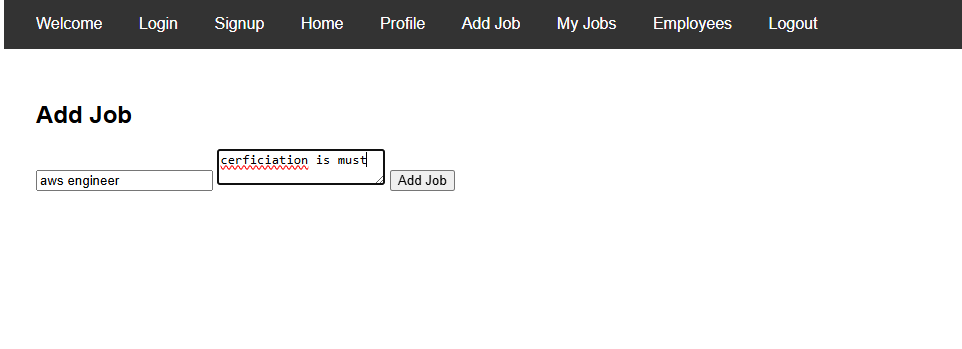 Welcome Login Signup Home Profile Add Job My Jobs Employees Logout
Add Job
aws engineer cerficiation is must Add Job